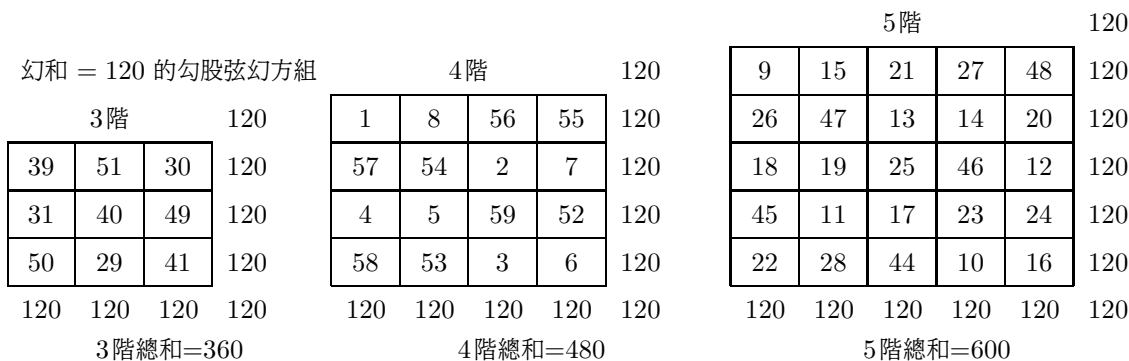 5階 120
幻和 = 120 的勾股弦幻方組 4階 120 9 15 21 27 48 120
3階 120 1 8 56 55 120 26 47 13 14 20 120
39 51 30 120 57 54 2 7 120 18 19 25 46 12 120
31 40 49 120 4 5 59 52 120 45 11 17 23 24 120
50 29 41 120 58 53 3 6 120 22 28 44 10 16 120
120 120 120 120 120 120 120 120 120 120 120 120 120 120 120
3階總和=360 4階總和=480 5階總和=600